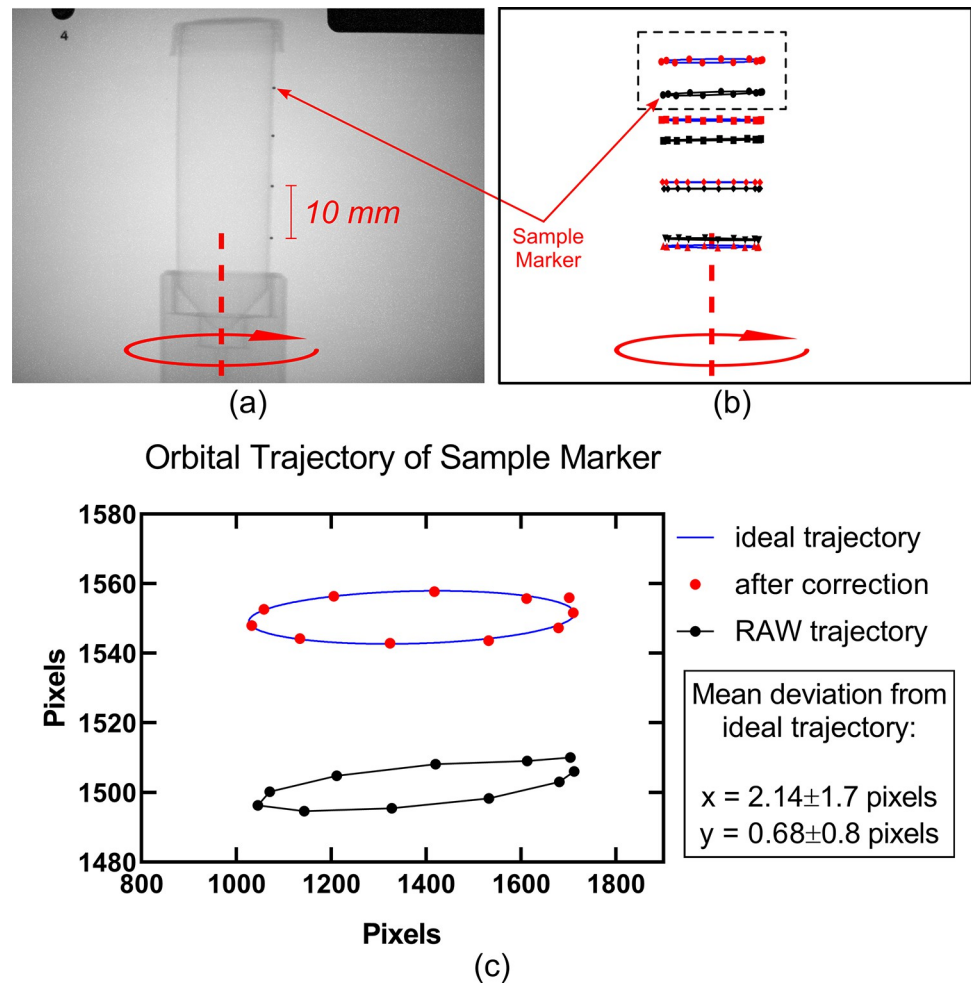 4
10 mm
Sample
Marker
(a)
(b)
Orbital Trajectory of Sample Marker
1580
1560
1540
1520
1500
1480
800
1000
1200
1400
1600
1800
Pixels
Pixels
ideal trajectory
after correction
RAW trajectory
Mean deviation from
ideal trajectory:
x = 2.14±1.7 pixels
y = 0.68±0.8 pixels
(c)